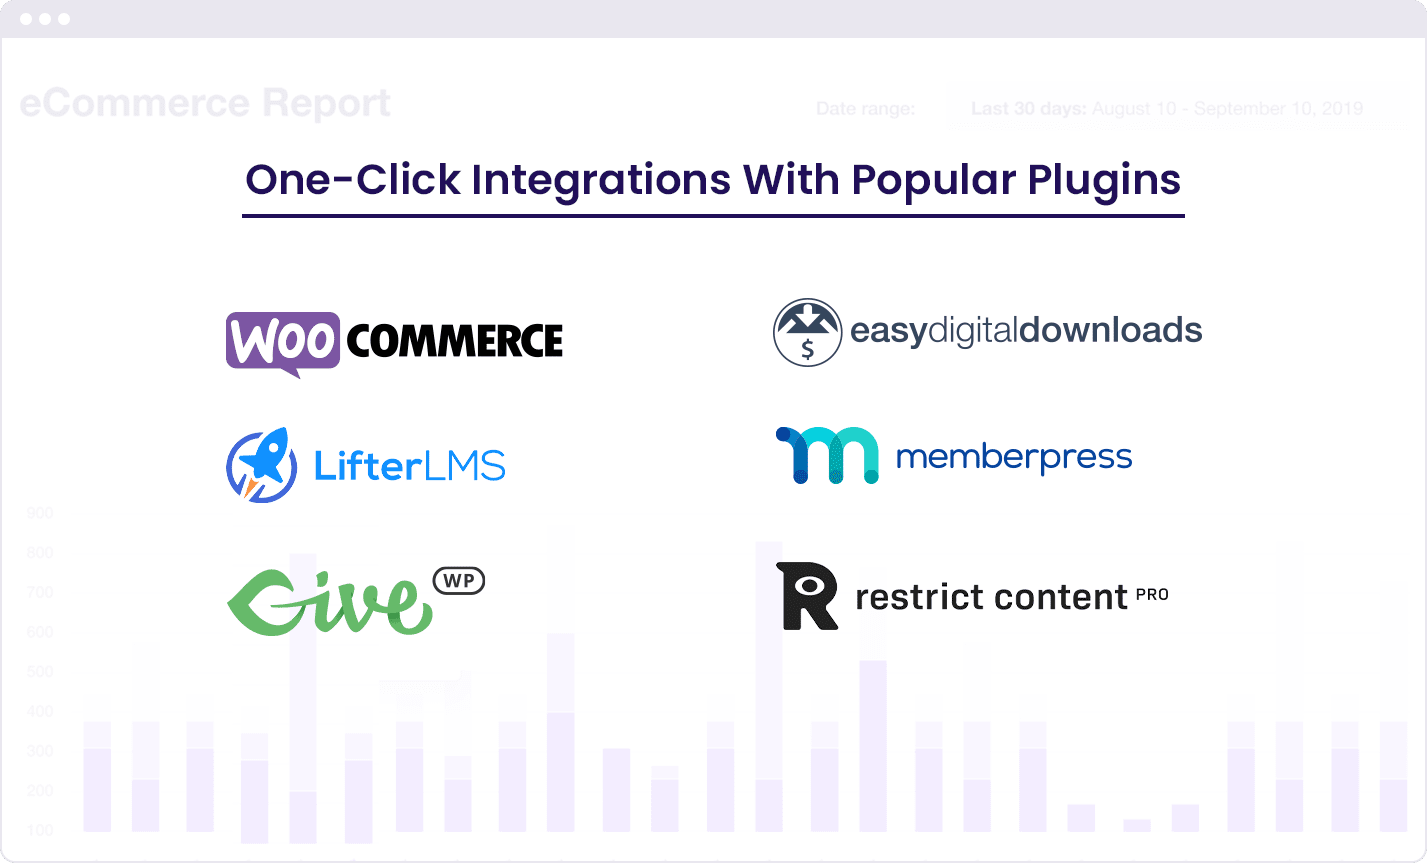 eCommerce Report
Date range: Last 30 days: August 10 - September 10, 2019
One-Click Integrations With Popular Plugins
WOO COMMERCE
$ easydigitaldownloads
LifterLMS
memberpress
Give WP
restrict content PRO
900
800
700
600
500
400
300
200
100